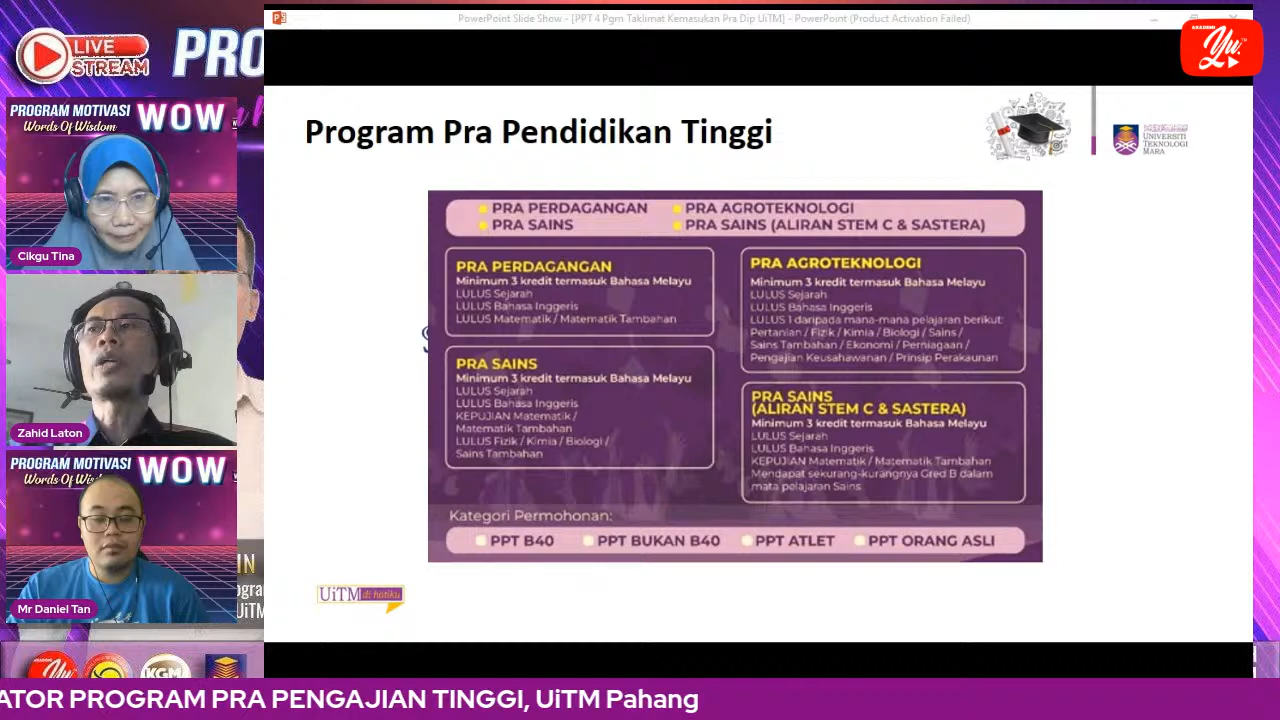 PowerPoint Slide Show - [PPT 4 Pgm Taklimat Kemasukan Pra Dip UiTM] - PowerPoint (Product Activation Failed)
LIVE
STREAM
PRO
AKADEMI
YuL
PROGRAM MOTIVASI
Words Of Wisdom
WOW
Cikgu Tina
Zahid Laton
PROGRAM MOTIVASI
WOW
Mr Daniel Tan
Program Pra Pendidikan Tinggi
UNIVERSITI
TEKNOLOGI
MARA
PRA PERDAGANGAN
PRA AGROTEKNOLOGI
PRA SAINS
PRA SAINS (ALIRAN STEM C & SASTERA)
PRA PERDAGANGAN
Minimum 3 kredit termasuk Bahasa Melayu
LULUS Sejarah
LULUS Bahasa Inggeris
LULUS Matematik / Matematik Tambahan
PRA SAINS
Minimum 3 kredit termasuk Bahasa Melayu
LULUS Sejarah
LULUS Bahasa Inggeris
KEPUJIAN Matematik /
Matematik Tambahan
LULUS Fizik / Kimia / Biologi /
Sains Tambahan
PRA AGROTEKNOLOGI
Minimum 3 kredit termasuk Bahasa Melayu
LULUS Sejarah
LULUS Bahasa Inggeris
LULUS 1 daripada mana-mana pelajaran berikut:
Pertanian / Fizik / Kimia / Biologi / Sains /
Sains Tambahan / Ekonomi / Perniagaan /
Pengajian Keusahawanan / Prinsip Perakaunan
PRA SAINS
(ALIRAN STEM C & SASTERA)
Minimum 3 kredit termasuk Bahasa Melayu
LULUS Sejarah
LULUS Bahasa Inggeris
KEPUJIAN Matematik / Matematik Tambahan
Mendapat sekurang-kurangnya Gred B dalam
mata pelajaran Sains
Kategori Permohonan:
PPT B40
PPT BUKAN B40
PPT ATLET
PPT ORANG ASLI
UiTM di hatiku
KGM
ATOR PROGRAM PRA PENGAJIAN TINGGI, UiTM Pahang